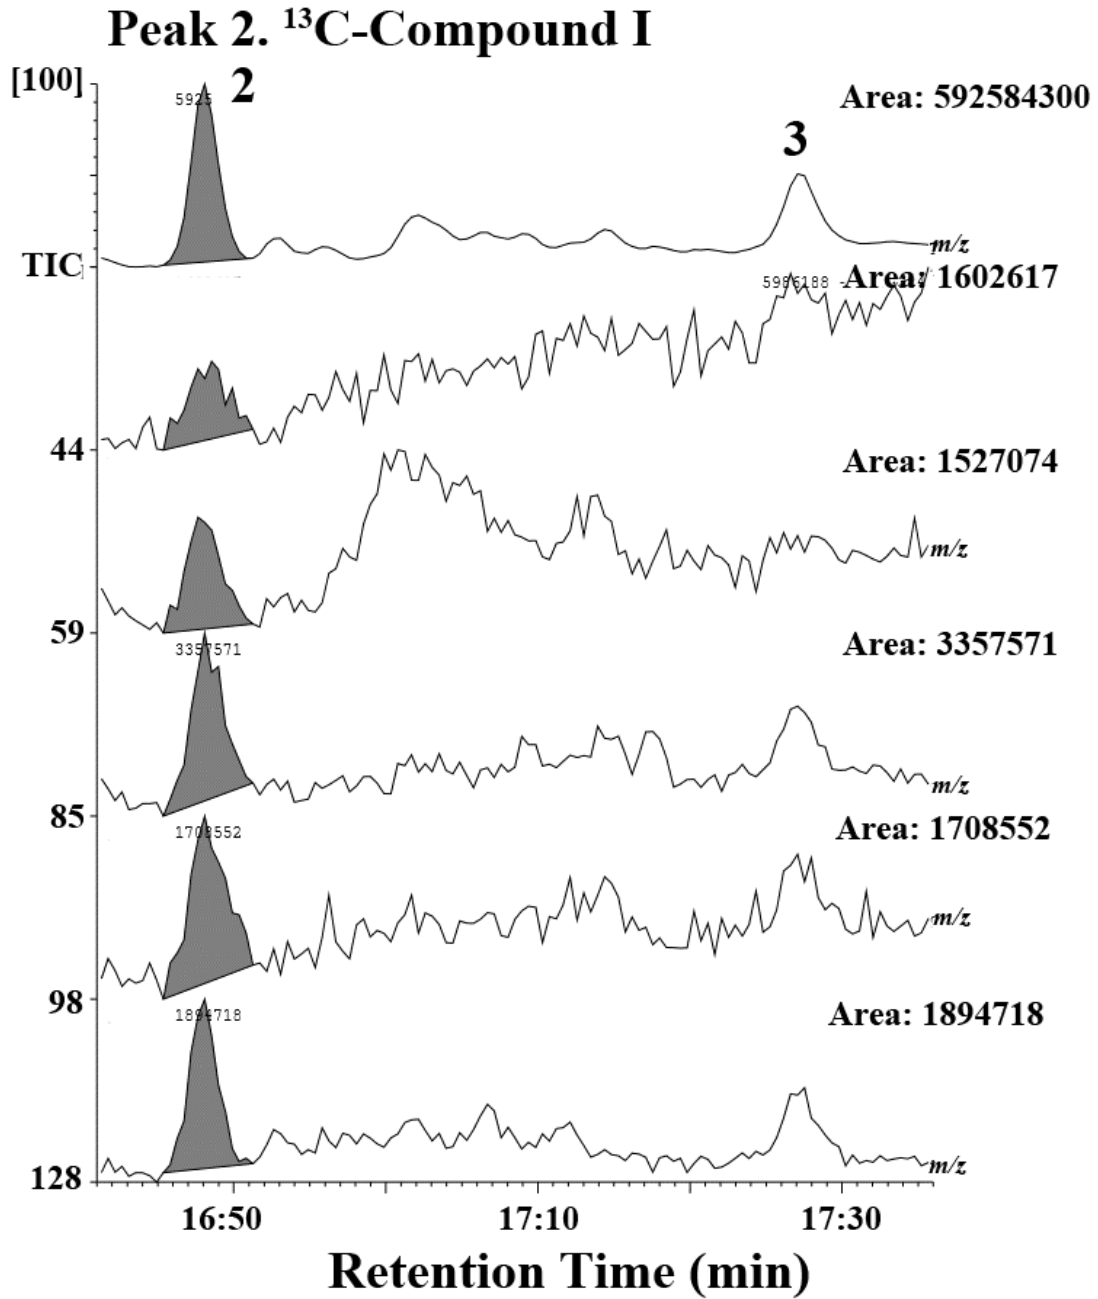 Peak 2. ¹³C-Compound I
[100]
5925
2
Area: 592584300
3
m/z
TIC
5986188 -
Area: 1602617
44
Area: 1527074
m/z
59
3357571
Area: 3357571
m/z
85
1708552
Area: 1708552
m/z
98
1894718
Area: 1894718
m/z
128
16:50 17:10 17:30
Retention Time (min)